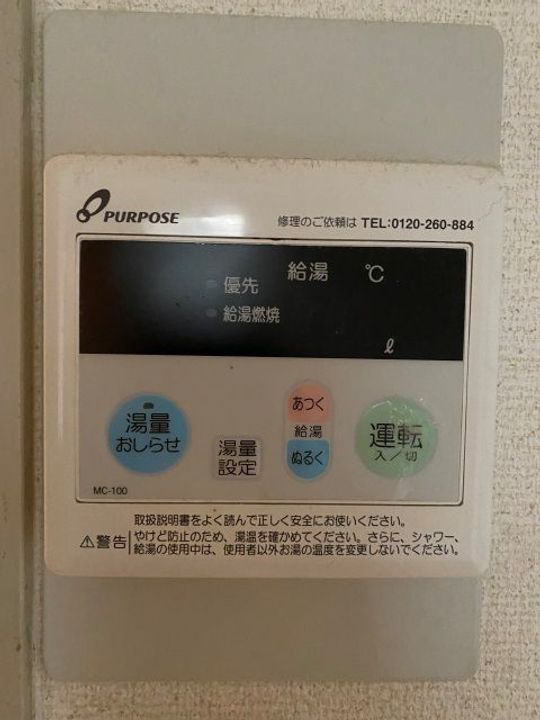 PURPOSE
修理のご依頼は TEL:0120-260-884
給湯 ℃
優先
給湯燃焼
ℓ
湯量
おしらせ
湯量
設定
あつく
給湯
ぬるく
運転
入／切
MC-100
取扱説明書をよく読んで正しく安全にお使いください。
⚠警告 やけど防止のため、湯温を確かめてください。さらに、シャワー、
給湯の使用中は、使用者以外お湯の温度を変更しないでください。